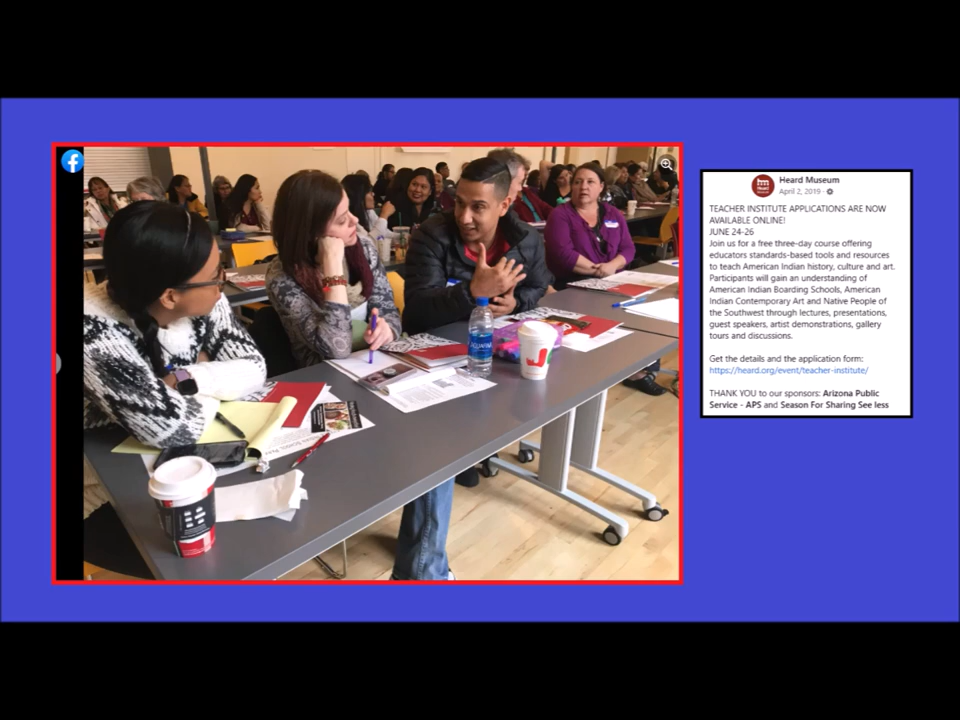 Heard Museum
April 2, 2019 ·
TEACHER INSTITUTE APPLICATIONS ARE NOW
AVAILABLE ONLINE!
JUNE 24-26
Join us for a free three-day course offering
educators standards-based tools and resources
to teach American Indian history, culture and art.
Participants will gain an understanding of
American Indian Boarding Schools, American
Indian Contemporary Art and Native People of
the Southwest through lectures, presentations,
guest speakers, artist demonstrations, gallery
tours and discussions.
Get the details and the application form:
https://heard.org/event/teacher-institute/
THANK YOU to our sponsors: Arizona Public
Service - APS and Season For Sharing See less